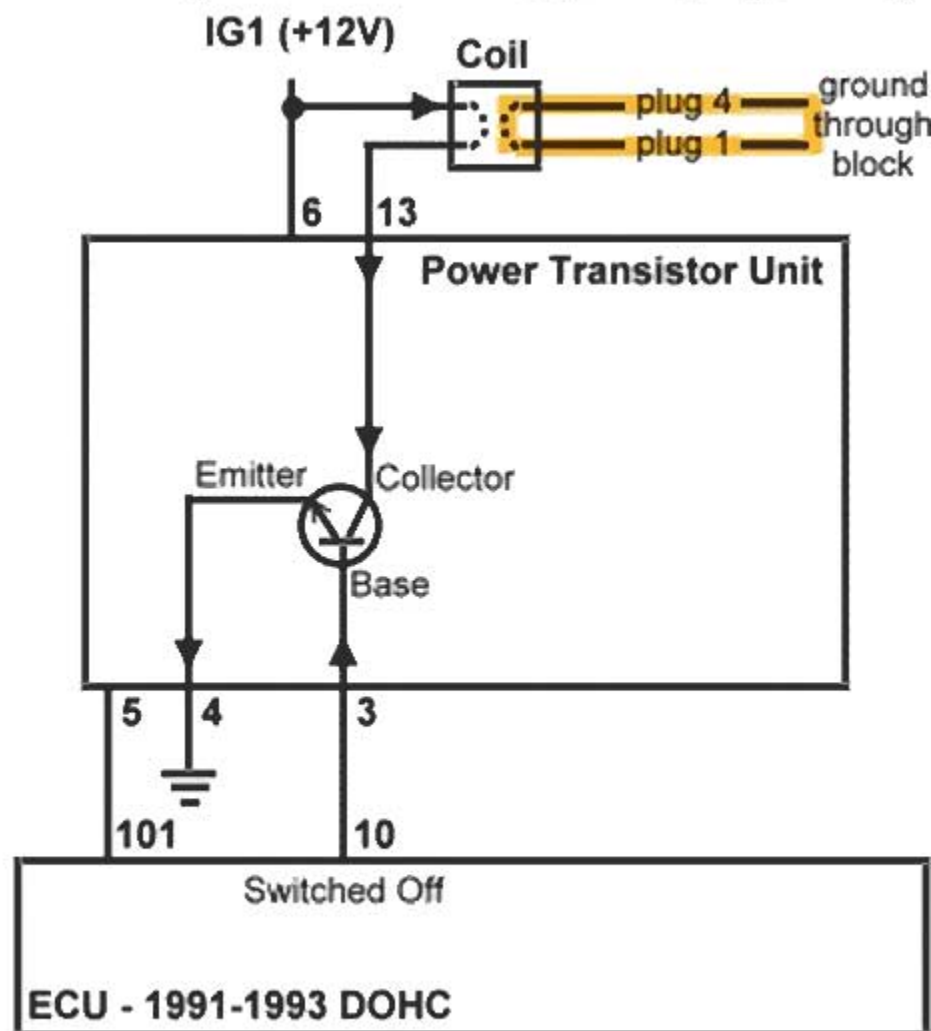 IG1 (+12V)
Coil
plug 4
plug 1
ground
through
block
6
13
Power Transistor Unit
Emitter
Collector
Base
5
4
3
101
10
Switched Off
ECU - 1991-1993 DOHC